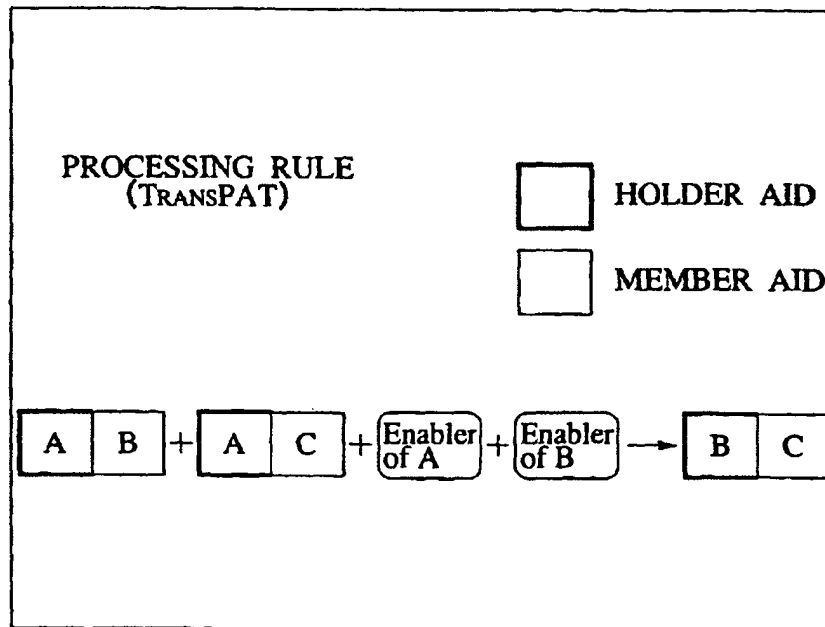 PROCESSING RULE
(TRANSPAT)
HOLDER AID
MEMBER AID
A B + A C + Enabler of A + Enabler of B → B C